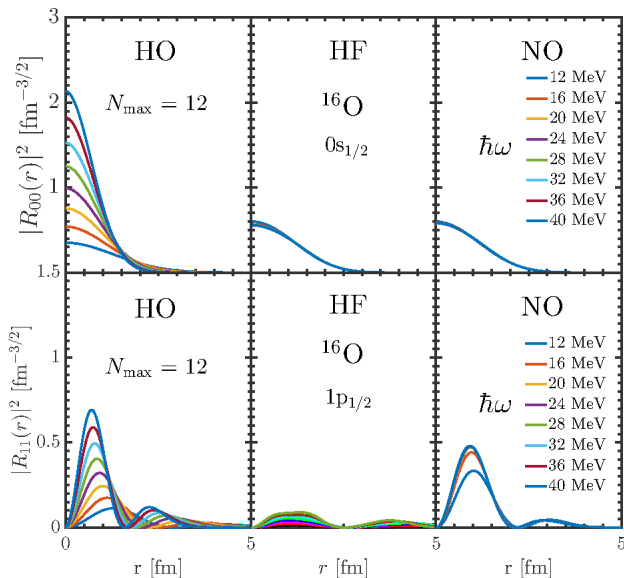 3
HO
HF
NO
N_max = 12
¹⁶O
0s₁/₂
ħω
12 MeV
16 MeV
20 MeV
24 MeV
28 MeV
32 MeV
36 MeV
40 MeV
2
1
|R₀₀(r)|² [fm⁻³/²]
1.5
HO
HF
NO
N_max = 12
¹⁶O
1p₁/₂
ħω
12 MeV
16 MeV
20 MeV
24 MeV
28 MeV
32 MeV
36 MeV
40 MeV
1
0.5
0
|R₁₁(r)|² [fm⁻³/²]
0 5 5 5
r [fm] r [fm] r [fm]